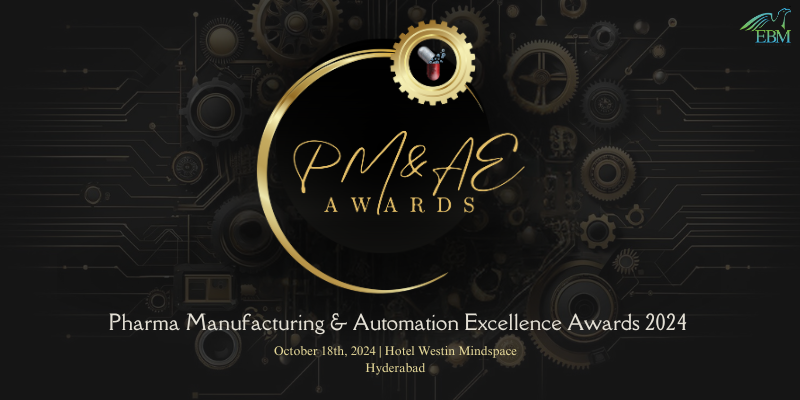 EBM
PM&AE
AWARDS
Pharma Manufacturing & Automation Excellence Awards 2024
October 18th, 2024 | Hotel Westin Mindspace
Hyderabad